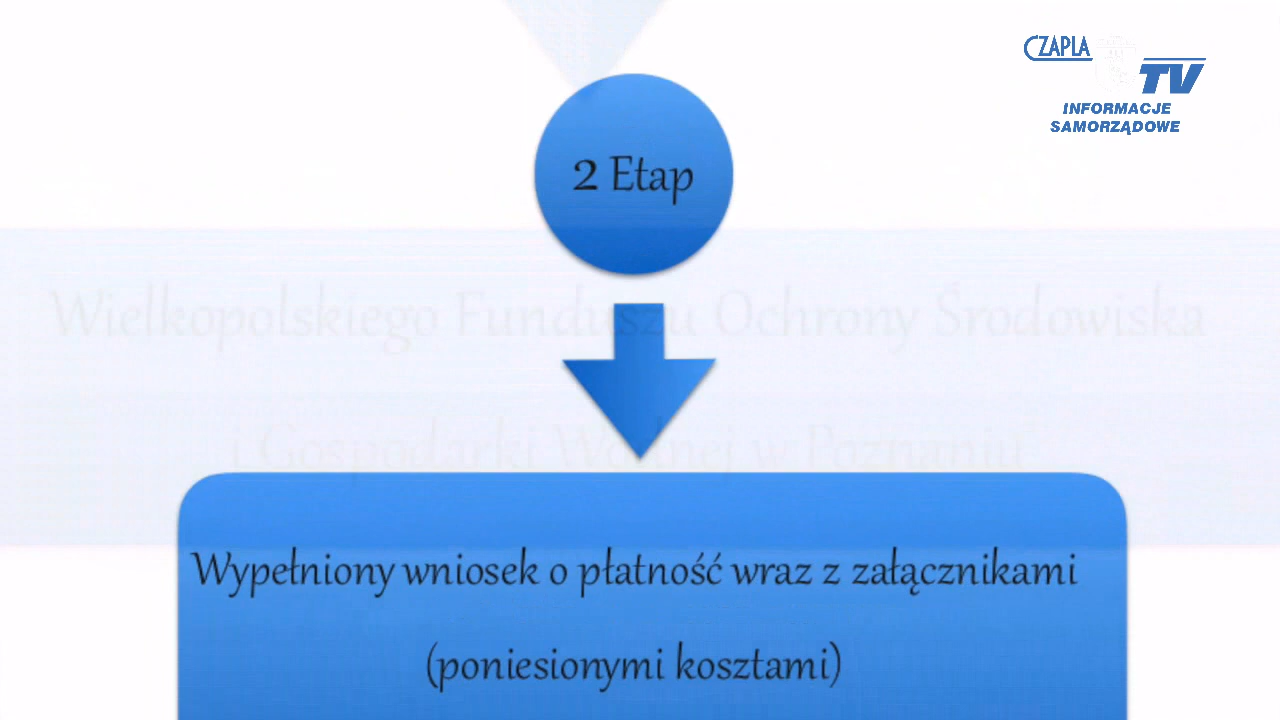 CZAPLA
TV
INFORMACJE
SAMORZĄDOWE
2 Etap
Wielkopolskiego Funduszu Ochrony Środowiska
i Gospodarki Wodnej w Poznaniu
Wypełniony wniosek o płatność wraz z załącznikami
(poniesionymi kosztami)